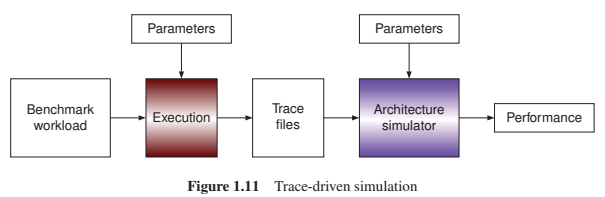 Parameters
Parameters
Benchmark
workload
Execution
Trace
files
Architecture
simulator
Performance
Figure 1.11 Trace-driven simulation